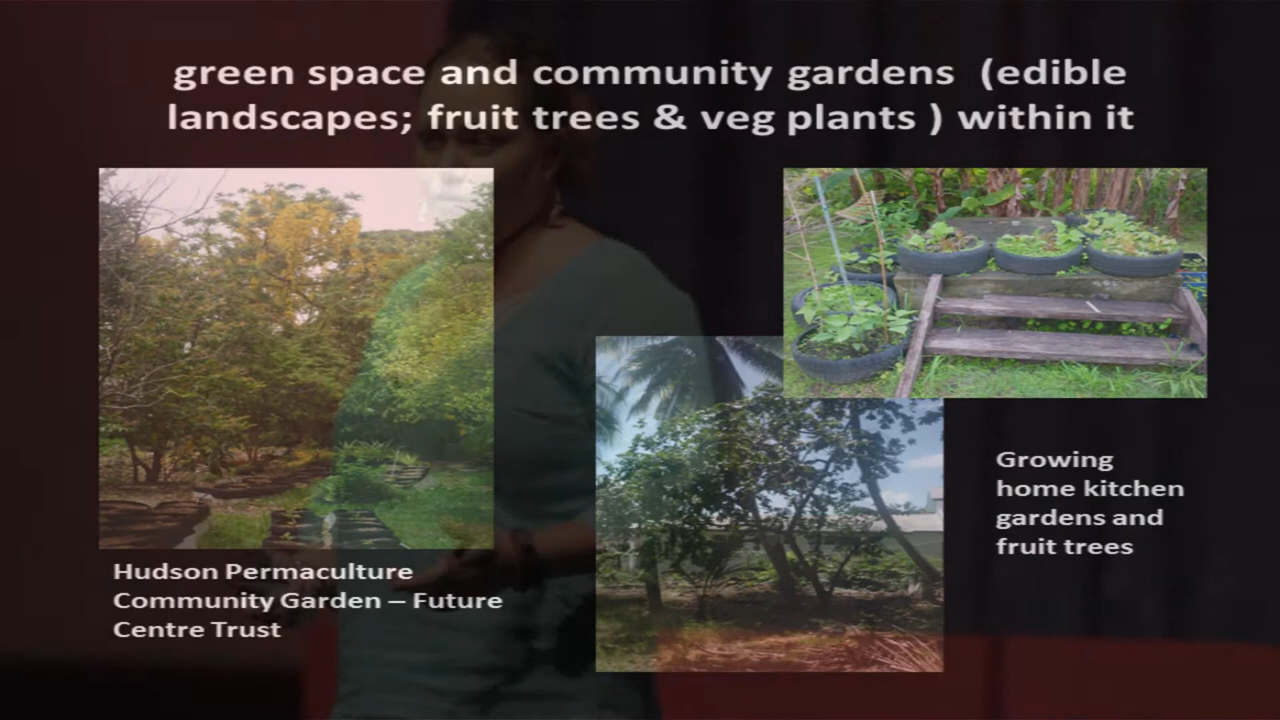 green space and community gardens (edible
landscapes; fruit trees & veg plants ) within it
Growing
home kitchen
gardens and
fruit trees
Hudson Permaculture
Community Garden – Future
Centre Trust